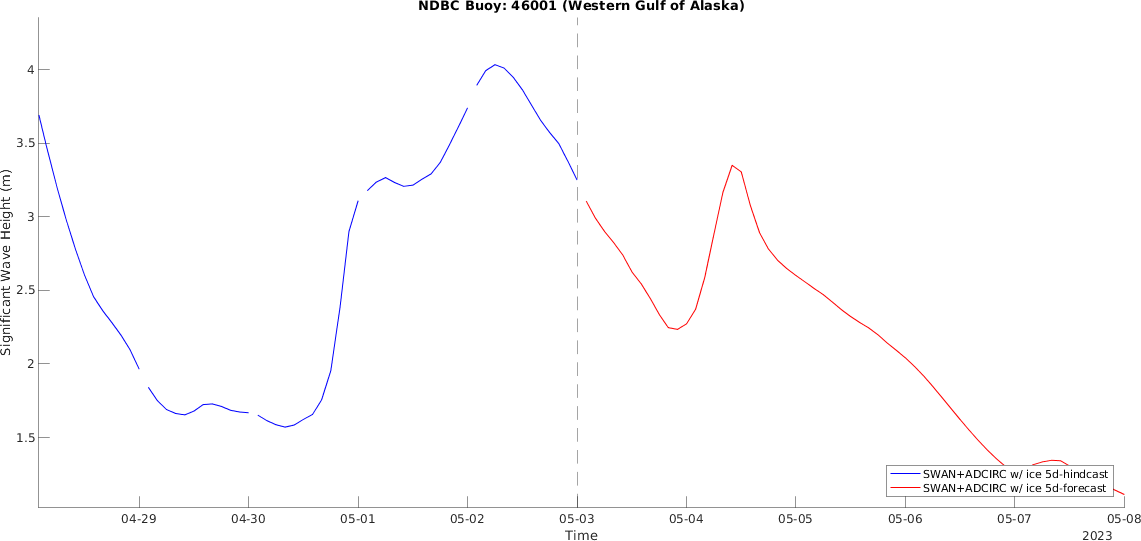 NDBC Buoy: 46001 (Western Gulf of Alaska)
4
3.5
3
2.5
2
1.5
Significant Wave Height (m)
SWAN+ADCIRC w/ ice 5d-hindcast
SWAN+ADCIRC w/ ice 5d-forecast
04-29 04-30 05-01 05-02 05-03 05-04 05-05 05-06 05-07 05-08
Time
2023